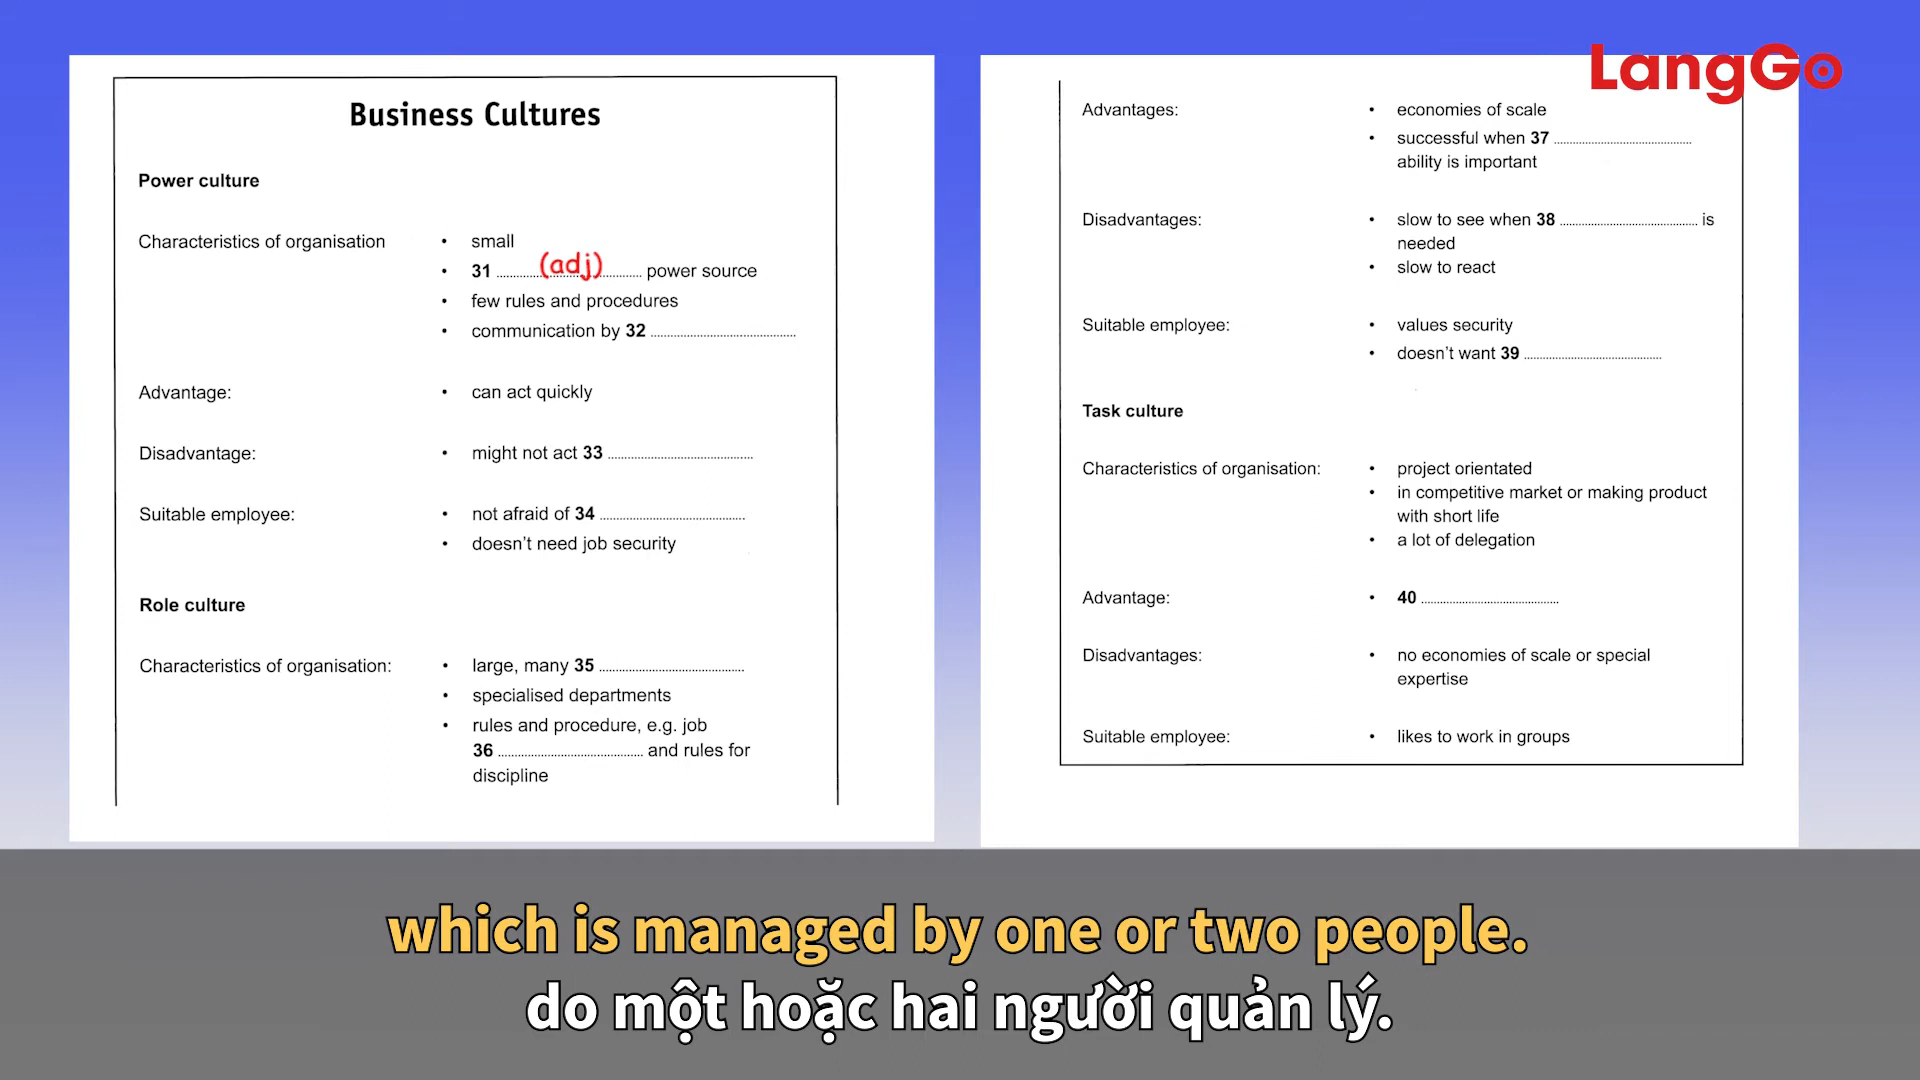 LangGo
Business Cultures
Power culture
Characteristics of organisation
• small
• 31 .......... (adj) .......... power source
• few rules and procedures
• communication by 32 ....................
Advantage:
• can act quickly
Disadvantage:
• might not act 33 ....................
Suitable employee:
• not afraid of 34 ....................
• doesn't need job security
Role culture
Characteristics of organisation:
• large, many 35 ....................
• specialised departments
• rules and procedure, e.g. job
36 .................... and rules for
discipline
Advantages:
• economies of scale
• successful when 37 ....................
ability is important
Disadvantages:
• slow to see when 38 .................... is
needed
• slow to react
Suitable employee:
• values security
• doesn't want 39 ....................
Task culture
Characteristics of organisation:
• project orientated
• in competitive market or making product
with short life
• a lot of delegation
Advantage:
• 40 ....................
Disadvantages:
• no economies of scale or special
expertise
Suitable employee:
• likes to work in groups
which is managed by one or two people.
do một hoặc hai người quản lý.